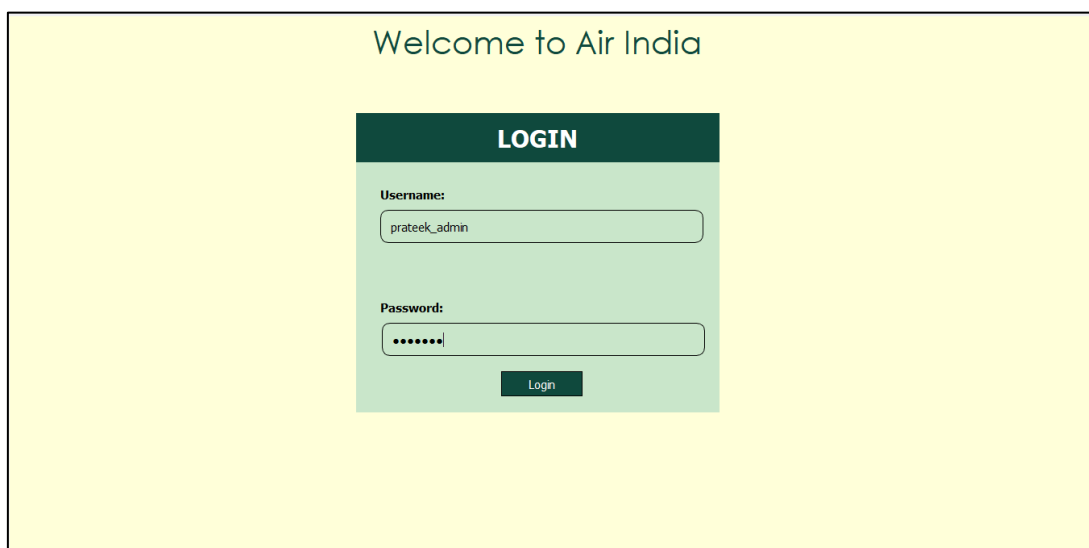 Welcome to Air India
LOGIN
Username:
prateek_admin
Password:
•••••••
Login